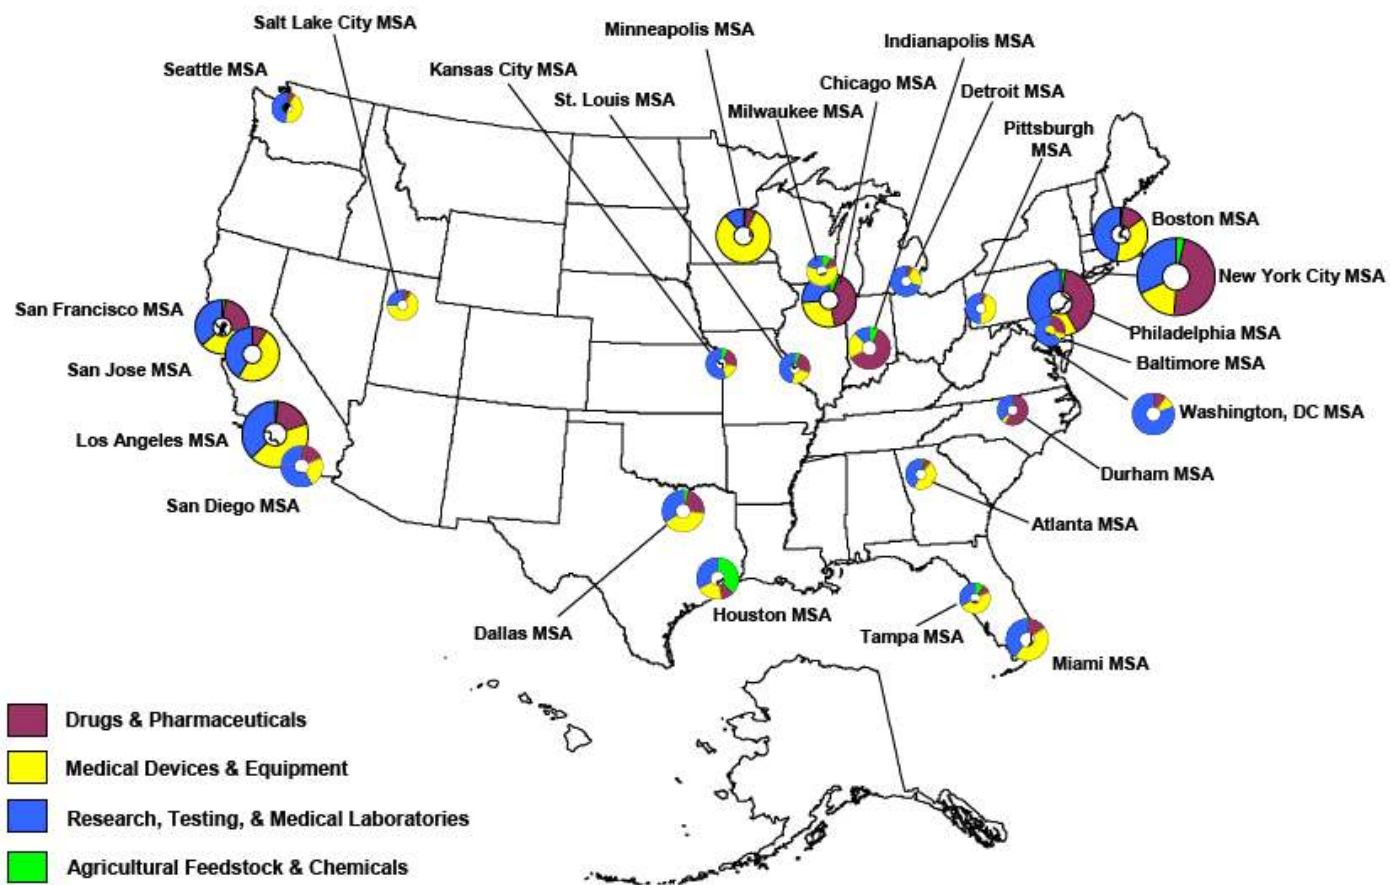 Salt Lake City MSA
Minneapolis MSA
Indianapolis MSA
Seattle MSA
Kansas City MSA
Chicago MSA
St. Louis MSA
Detroit MSA
Milwaukee MSA
Pittsburgh
MSA
Boston MSA
New York City MSA
San Francisco MSA
Philadelphia MSA
Baltimore MSA
San Jose MSA
Washington, DC MSA
Los Angeles MSA
Durham MSA
San Diego MSA
Atlanta MSA
Houston MSA
Dallas MSA
Tampa MSA
Miami MSA
Drugs & Pharmaceuticals
Medical Devices & Equipment
Research, Testing, & Medical Laboratories
Agricultural Feedstock & Chemicals